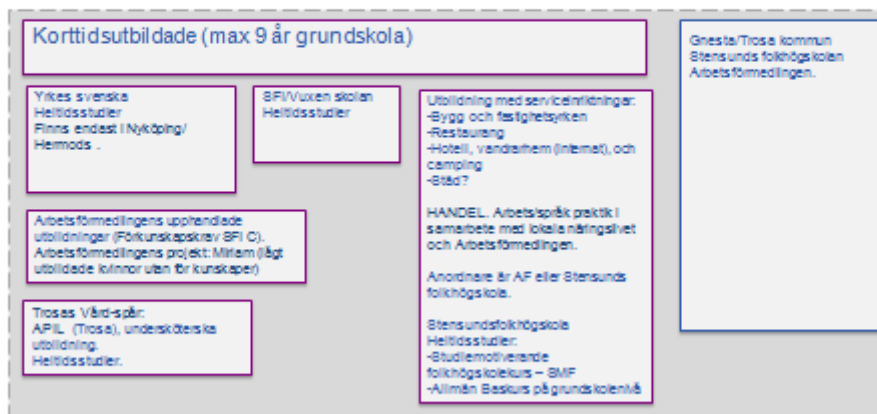 Korttidsutbildade (max 9 år grundskola)
Yrkes svenska
Heltidsstudier
Finns endast i Nyköping/
Hermods .
SFI/Vuxen skolan
Heltidsstudier
Arbetsförmedlingens upphandlade
utbildningar (Förkunskapskrav SFI C).
Arbetsförmedlingens projekt: Miriam (lågt
utbildade kvinnor utan för kunskaper)
Trosas Vård-spår:
APIL (Trosa), undersköterska
utbildning.
Heltidsstudier.
Utbildning med serviceinriktningar:
-Bygg och fastighetsyrken
-Restaurang
-Hotell, vandrarhem (internat), och
camping
-Städ?
HANDEL. Arbets/språk praktik i
samarbete med lokala näringslivet
och Arbetsförmedlingen.
Anordnare är AF eller Stensunds
folkhögskola.
Stensundsfolkhögskola
Heltidsstudier:
-Studiemotiverande
folkhögskolekurs – SMF
-Allmän Baskurs på grundskolenivå
Gnesta/Trosa kommun
Stensunds folkhögskolan
Arbetsförmedlingen.